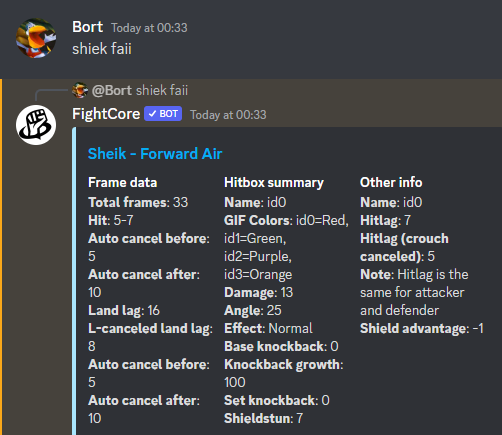 Bort Today at 00:33
shiek faii
@Bort shiek faii
FightCore ✓ BOT Today at 00:33
Sheik - Forward Air
Frame data
Total frames: 33
Hit: 5-7
Auto cancel before:
5
Auto cancel after:
10
Land lag: 16
L-canceled land lag:
8
Auto cancel before:
5
Auto cancel after:
10
Hitbox summary
Name: id0
GIF Colors: id0=Red,
id1=Green,
id2=Purple,
id3=Orange
Damage: 13
Angle: 25
Effect: Normal
Base knockback: 0
Knockback growth:
100
Set knockback: 0
Shieldstun: 7
Other info
Name: id0
Hitlag: 7
Hitlag (crouch
canceled): 5
Note: Hitlag is the
same for attacker
and defender
Shield advantage: -1